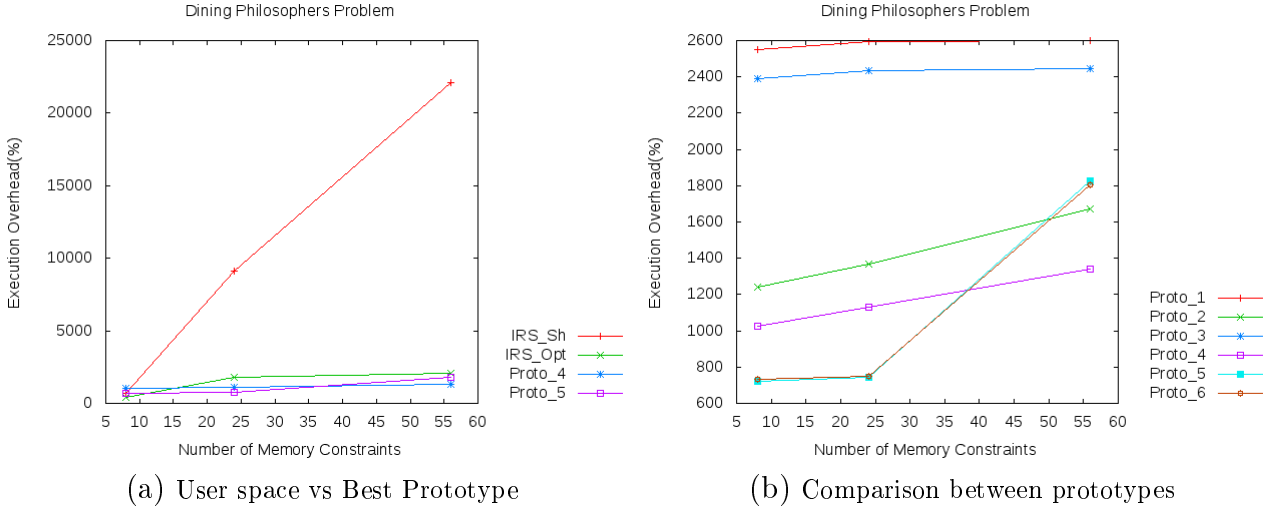 Dining Philosophers Problem
25000
20000
15000
10000
5000
0
Execution Overhead(%)
IRS_Sh
IRS_Opt
Proto_4
Proto_5
5 10 15 20 25 30 35 40 45 50 55 60
Number of Memory Constraints
(a) User space vs Best Prototype
Dining Philosophers Problem
2600
2400
2200
2000
1800
1600
1400
1200
1000
800
600
Execution Overhead(%)
Proto_1
Proto_2
Proto_3
Proto_4
Proto_5
Proto_6
5 10 15 20 25 30 35 40 45 50 55 60
Number of Memory Constraints
(b) Comparison between prototypes